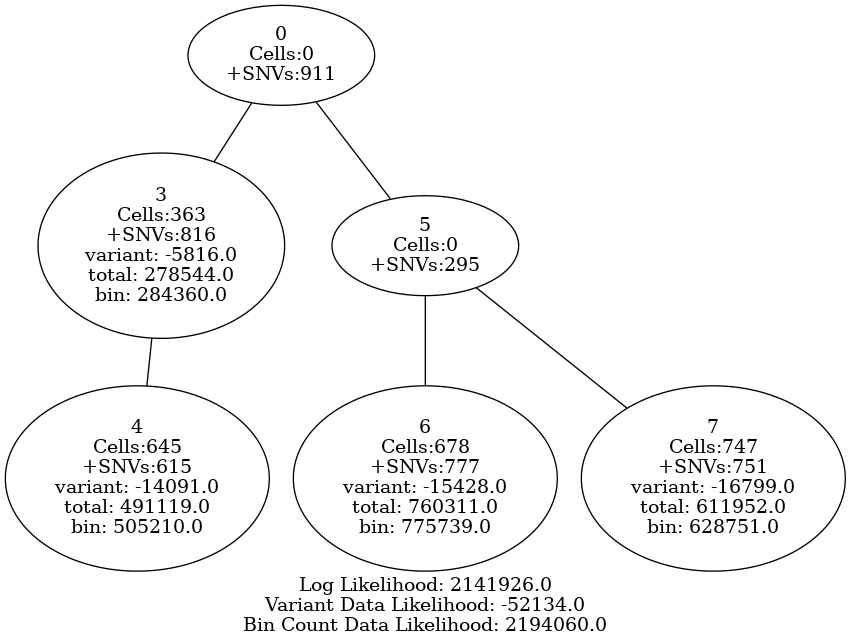 0
Cells:0
+SNVs:911
3
Cells:363
+SNVs:816
variant: -5816.0
total: 278544.0
bin: 284360.0
5
Cells:0
+SNVs:295
4
Cells:645
+SNVs:615
variant: -14091.0
total: 491119.0
bin: 505210.0
6
Cells:678
+SNVs:777
variant: -15428.0
total: 760311.0
bin: 775739.0
7
Cells:747
+SNVs:751
variant: -16799.0
total: 611952.0
bin: 628751.0
Log Likelihood: 2141926.0
Variant Data Likelihood: -52134.0
Bin Count Data Likelihood: 2194060.0